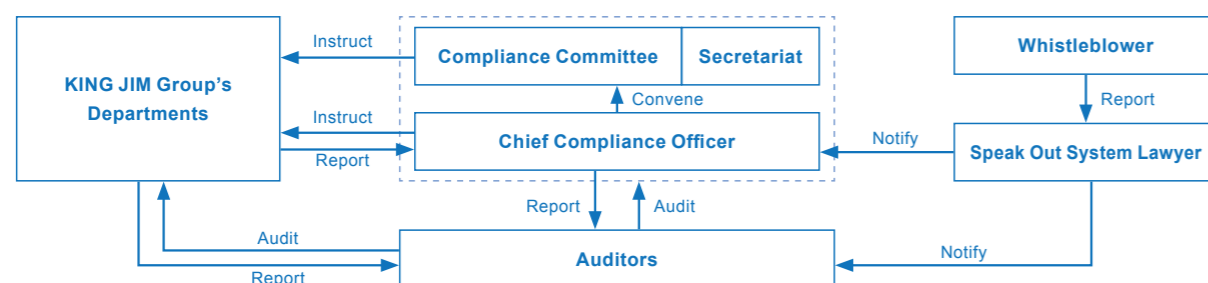 Instruct
Compliance Committee
Secretariat
Whistleblower
KING JIM Group's
Departments
Convene
Report
Instruct
Chief Compliance Officer
Notify
Speak Out System Lawyer
Report
Report
Audit
Audit
Auditors
Notify
Report